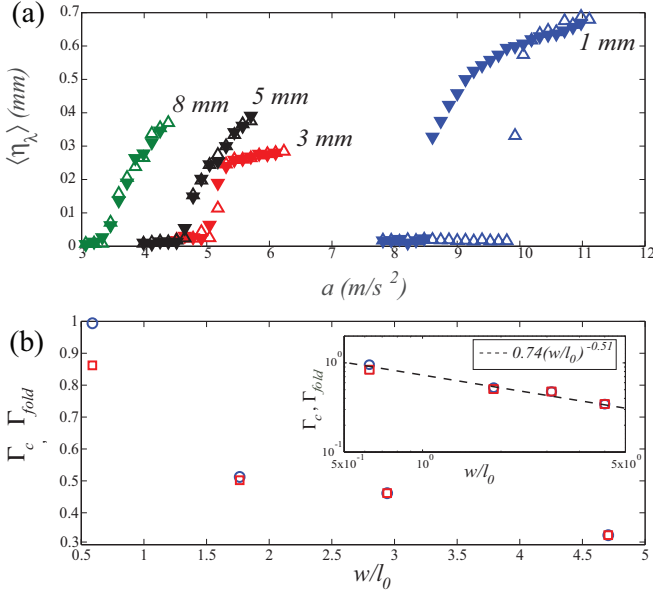 (a)
⟨η_λ⟩ (mm)
0.7
0.6
0.5
0.4
0.3
0.2
0.1
0
8 mm
5 mm
3 mm
1 mm
3 4 5 6 7 8 9 10 11 12
a (m/s ²)
(b)
Γ_c , Γ_fold
1
0.9
0.8
0.7
0.6
0.5
0.4
0.3
Γ_c , Γ_fold
10⁰
10⁻¹
0.74(w/l₀)^-0.51
5x10⁻¹ 10⁰ 5x10⁰
w/l₀
0.5 1 1.5 2 2.5 3 3.5 4 4.5 5
w/l₀